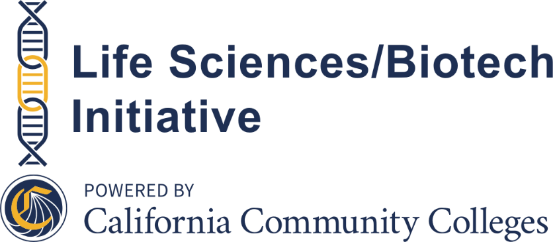 Life Sciences/Biotech
Initiative
POWERED BY
California Community Colleges